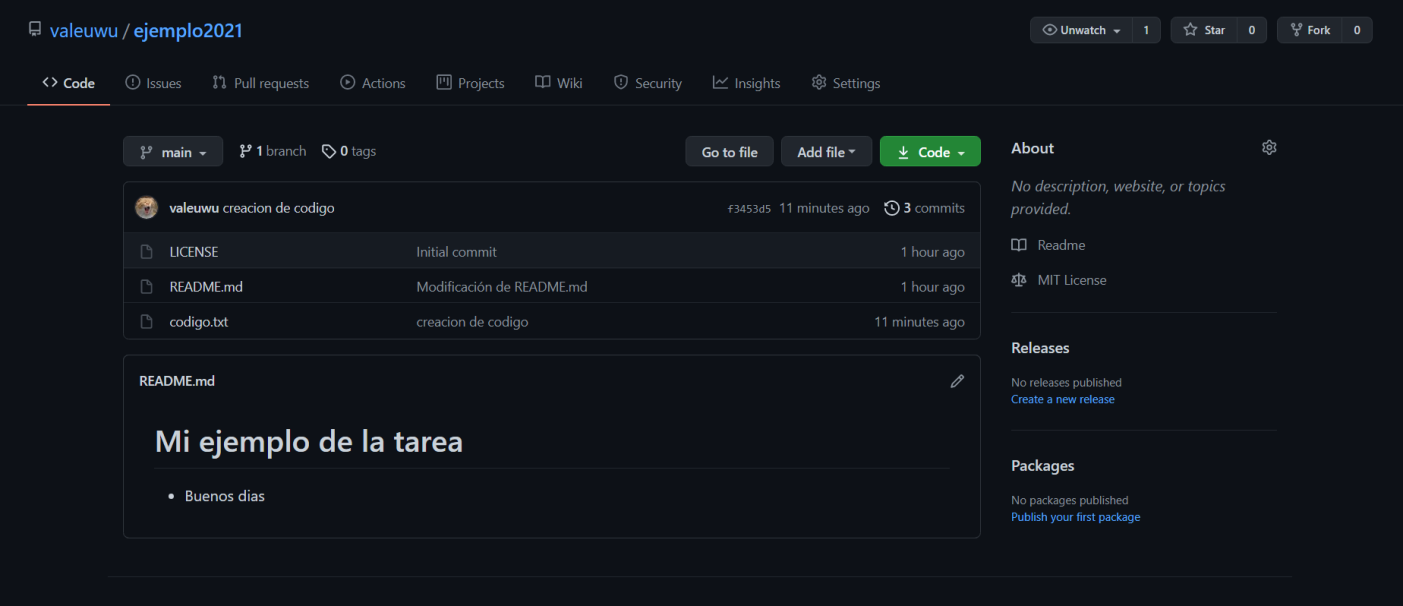 valeuwu / ejemplo2021
Unwatch 1 Star 0 Fork 0
Code Issues Pull requests Actions Projects Wiki Security Insights Settings
main 1 branch 0 tags Go to file Add file Code
valeuwu creacion de codigo f3453d5 11 minutes ago 3 commits
LICENSE Initial commit 1 hour ago
README.md Modificación de README.md 1 hour ago
codigo.txt creacion de codigo 11 minutes ago
README.md
Mi ejemplo de la tarea
Buenos dias
About
No description, website, or topics
provided.
Readme
MIT License
Releases
No releases published
Create a new release
Packages
No packages published
Publish your first package